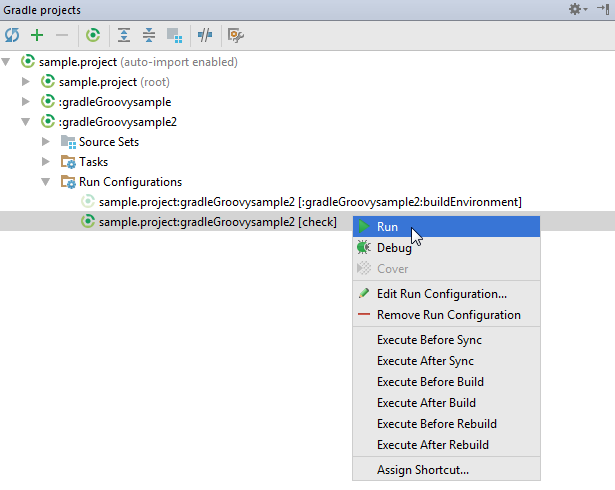 Gradle projects
sample.project (auto-import enabled)
sample.project (root)
:gradleGroovysample
:gradleGroovysample2
Source Sets
Tasks
Run Configurations
sample.project:gradleGroovysample2 [:gradleGroovysample2:buildEnvironment]
sample.project:gradleGroovysample2 [check]
Run
Debug
Cover
Edit Run Configuration...
Remove Run Configuration
Execute Before Sync
Execute After Sync
Execute Before Build
Execute After Build
Execute Before Rebuild
Execute After Rebuild
Assign Shortcut...